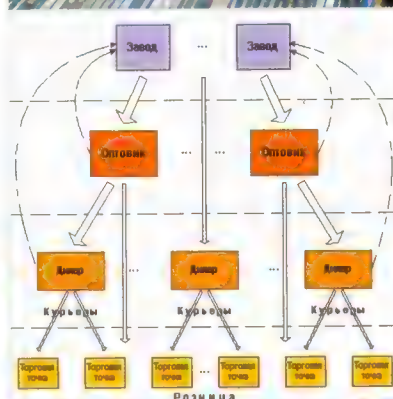 Завод ... Завод
Оптовик ... ... Оптовик
Дилер ... Дилер ... Дилер
Курьеры Курьеры Курьеры
Торговая точка Торговая точка Торговая точка ... Торговая точка Торговая точка Торговая точка
Розница